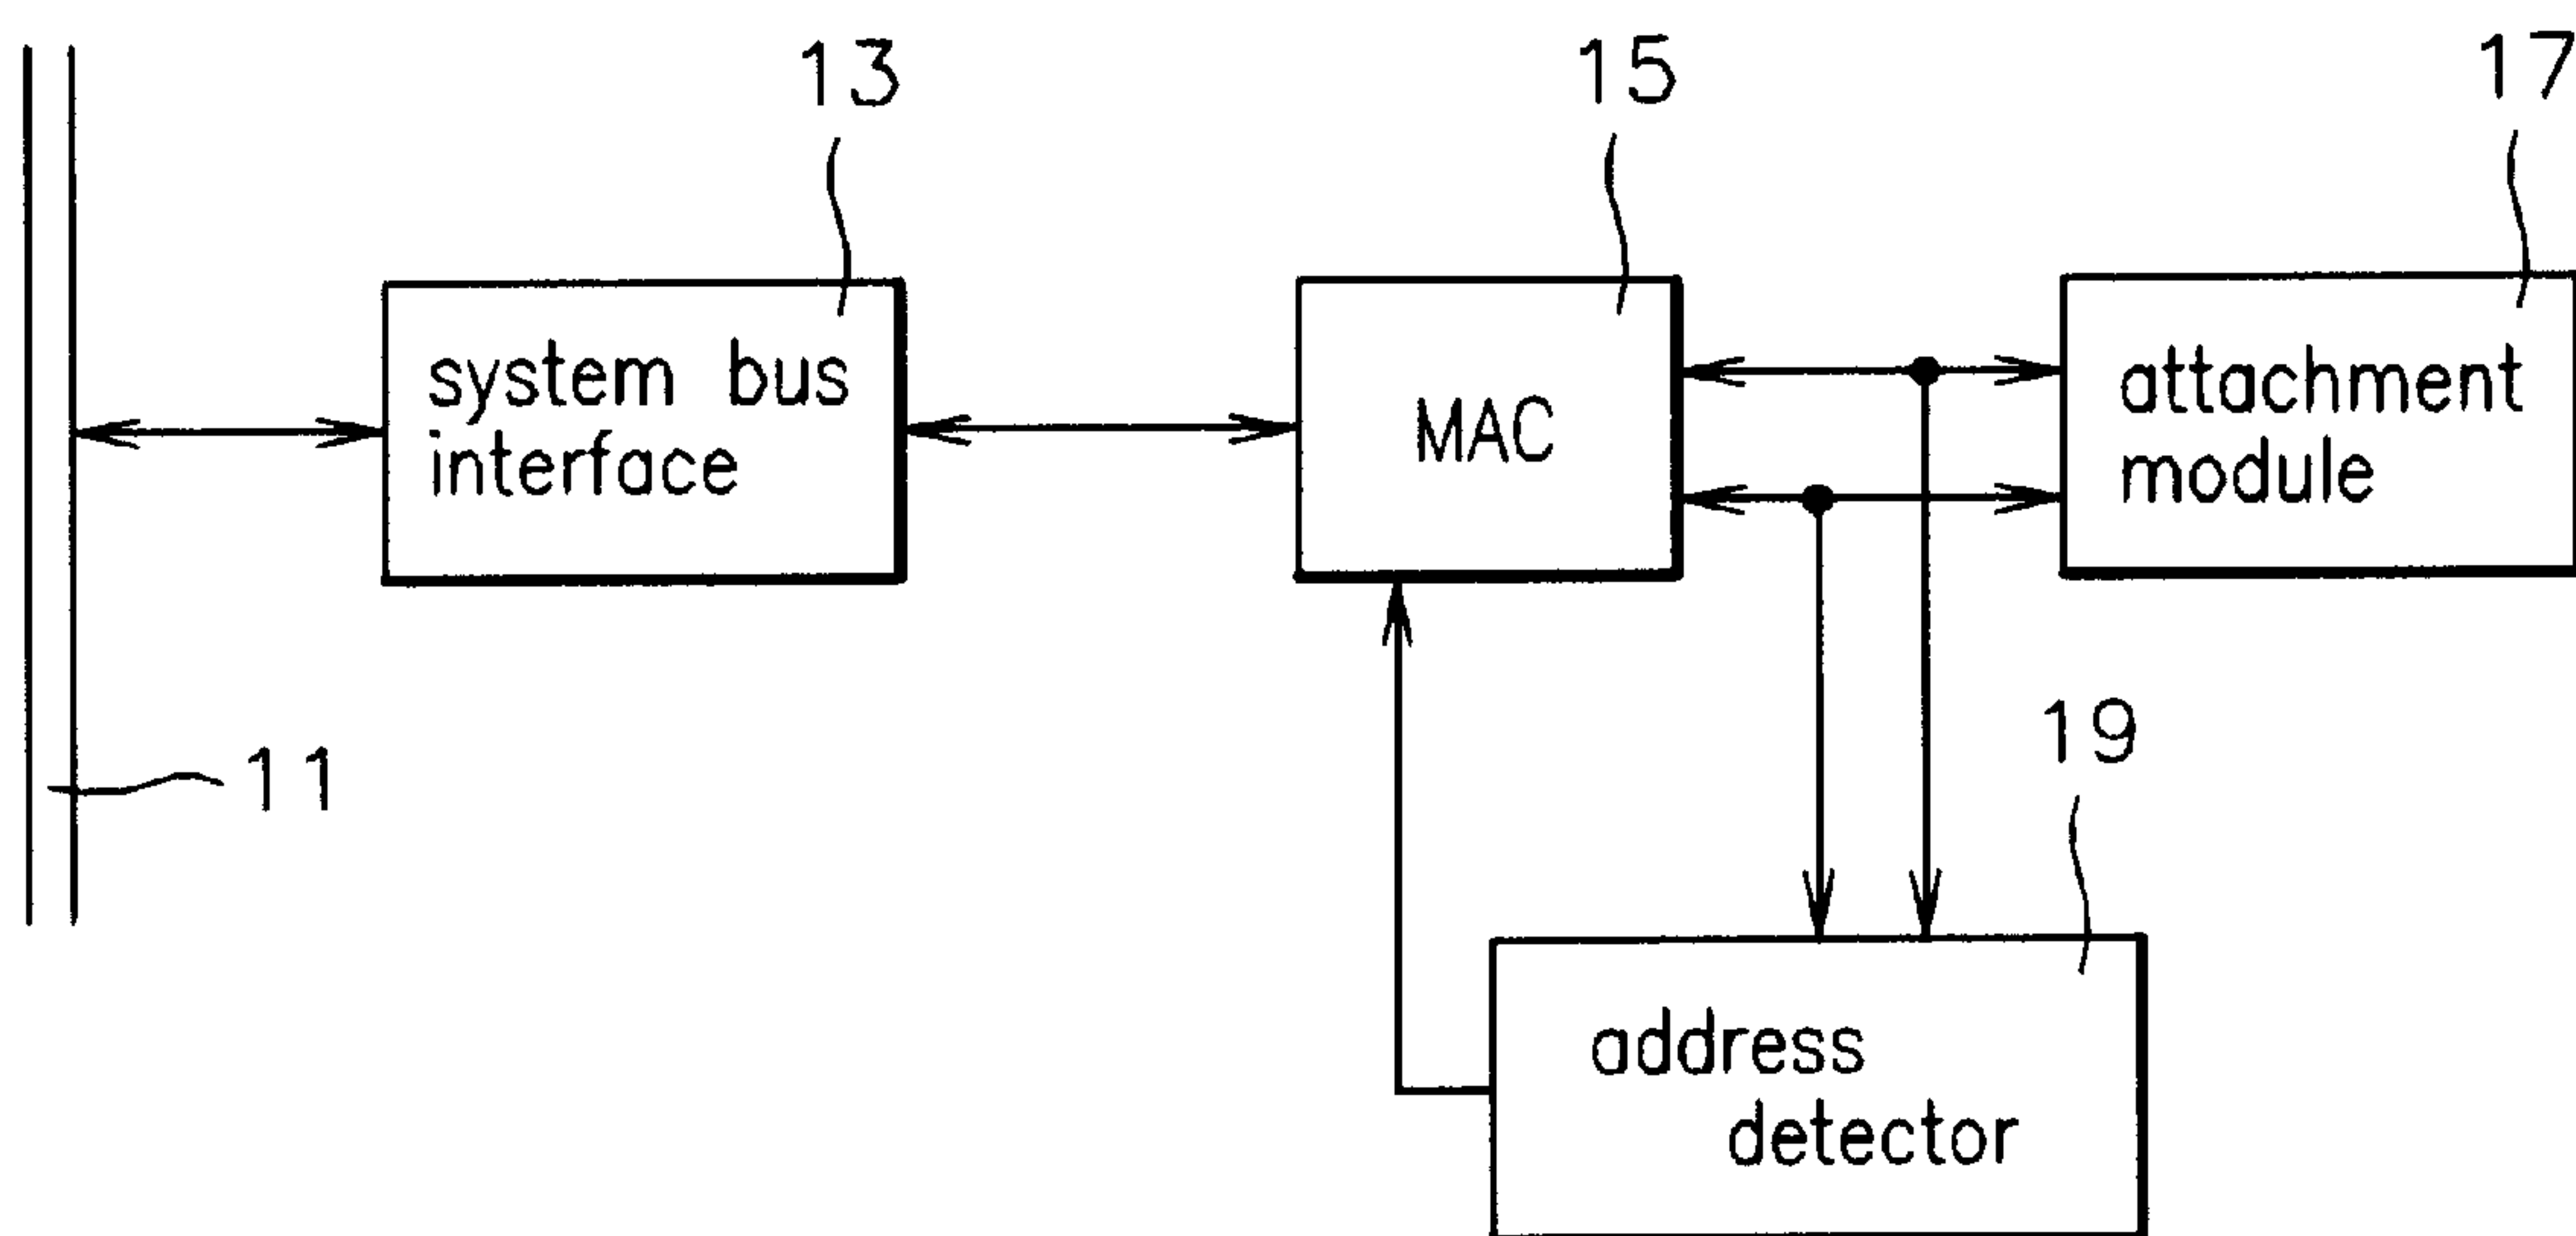 13
15
17
system bus
interface
MAC
attachment
module
11
19
address
detector